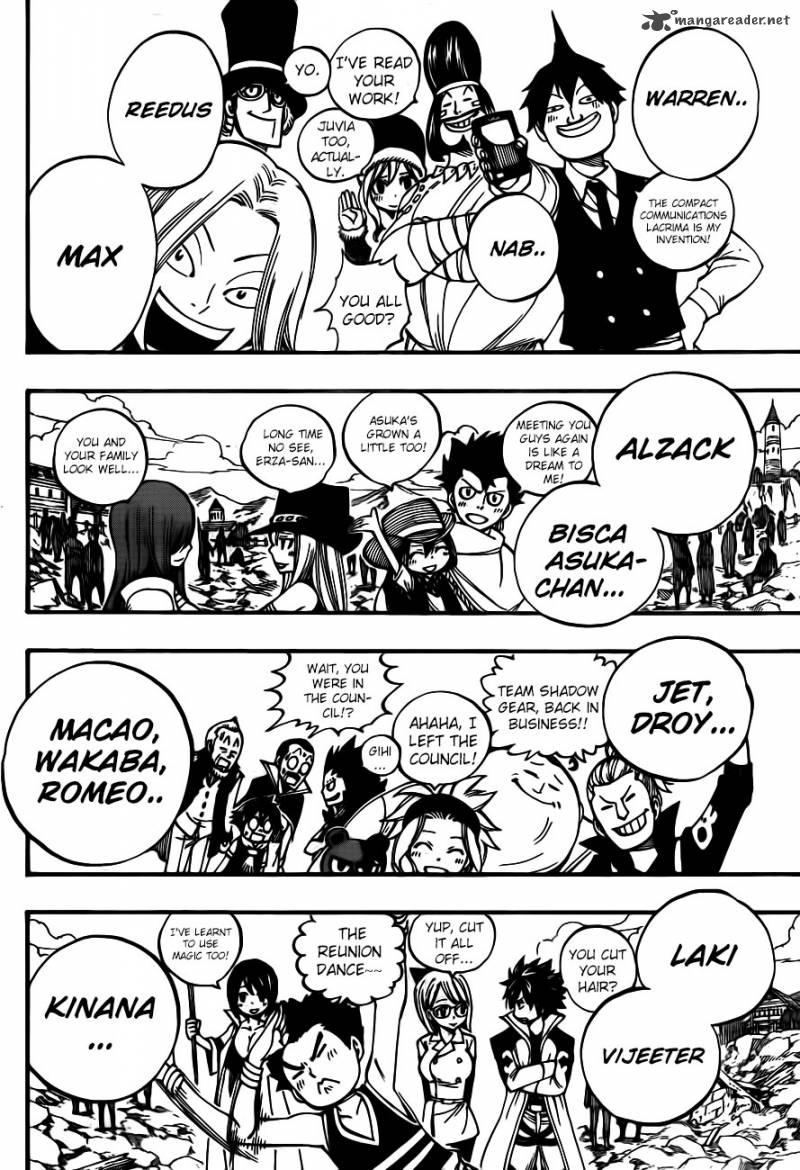 mangareader.net
WARREN..
THE COMPACT
COMMUNICATIONS
LACRIMA IS MY
INVENTION!
NAB..
I'VE READ
YOUR
WORK!
JUVIA
TOO,
ACTUAL-
LY.
YO.
REEDUS
MAX
YOU ALL
GOOD?
ALZACK
BISCA
ASUKA-
CHAN...
MEETING YOU
GUYS AGAIN
IS LIKE A
DREAM TO
ME!
ASUKA'S
GROWN A
LITTLE TOO!
LONG TIME
NO SEE,
ERZA-SAN...
YOU AND
YOUR FAMILY
LOOK WELL...
JET,
DROY...
TEAM SHADOW
GEAR, BACK IN
BUSINESS!!
AHAHA, I
LEFT THE
COUNCIL!
WAIT, YOU
WERE IN
THE COUN-
CIL!?
GIHI
...
MACAO,
WAKABA,
ROMEO..
LAKI
VIJEETER
YOU CUT
YOUR
HAIR?
YUP, CUT
IT ALL
OFF...
THE
REUNION
DANCE~~
I'VE LEARNT
TO USE
MAGIC TOO!
KINANA
...